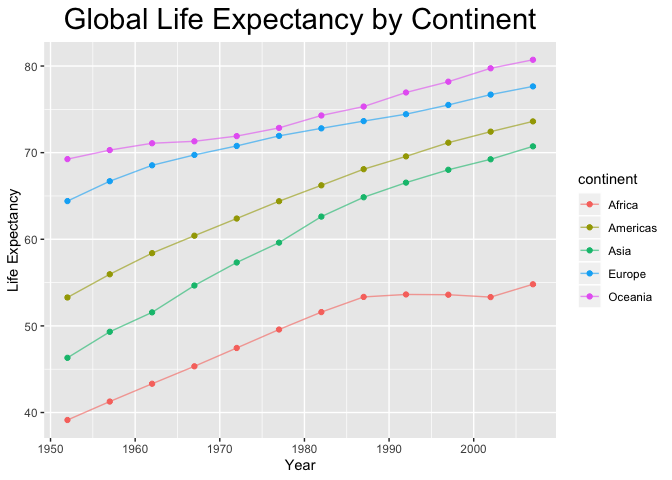 Global Life Expectancy by Continent
80
70
60
50
40
Life Expectancy
1950 1960 1970 1980 1990 2000
Year
continent
Africa
Americas
Asia
Europe
Oceania